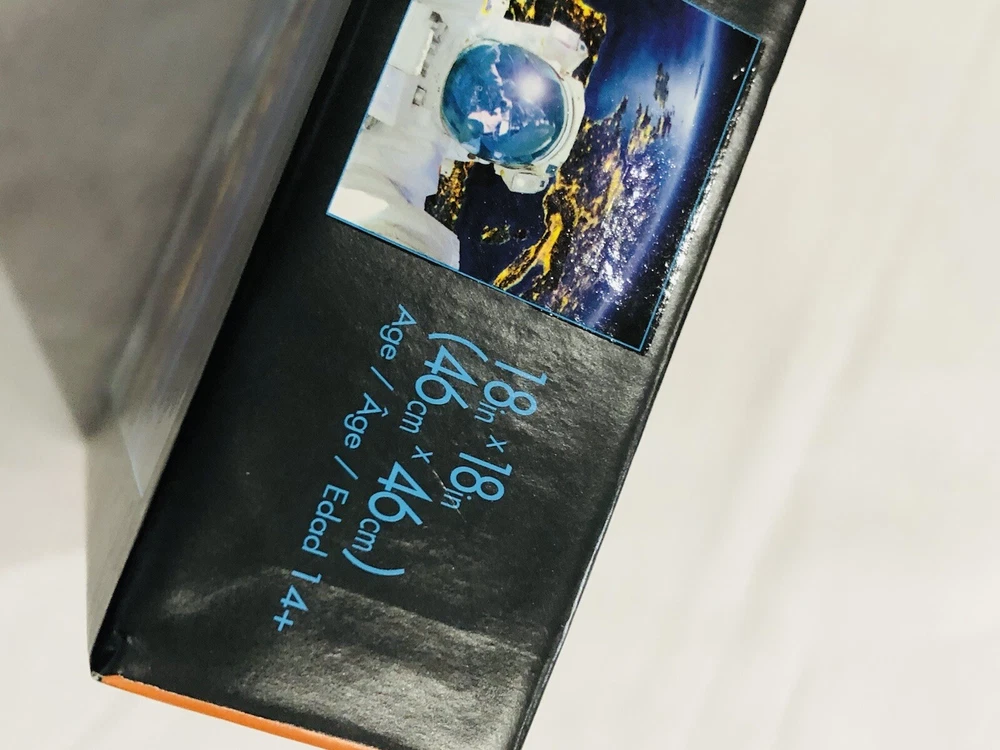 18in x 18in
(46cm x 46cm)
Age / Âge / Edad 14+